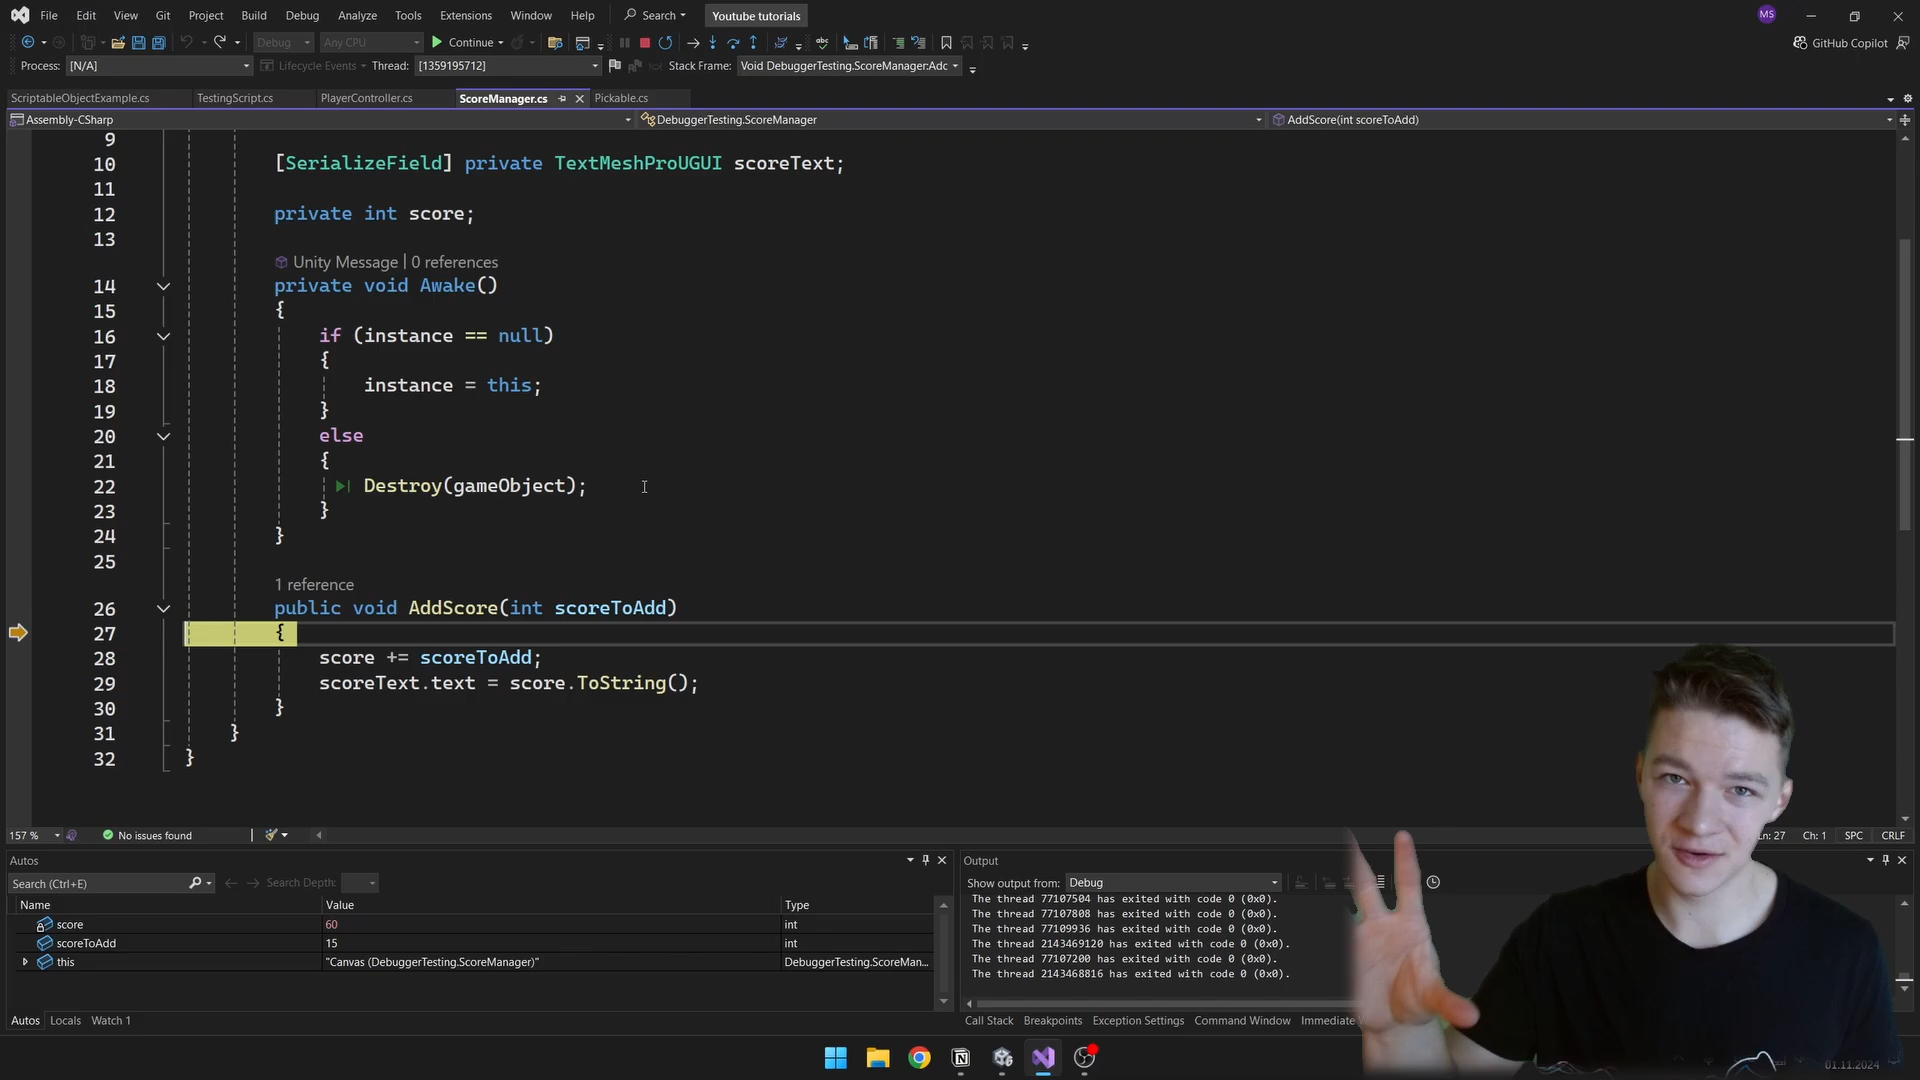 File Edit View Git Project Build Debug Analyze Tools Extensions Window Help Search Youtube tutorials MS
Debug Any CPU Continue GitHub Copilot
Process: [N/A] Lifecycle Events Thread: [1359195712] Stack Frame: Void DebuggerTesting.ScoreManager:Adc
ScriptableObjectExample.cs TestingScript.cs PlayerController.cs ScoreManager.cs Pickable.cs
Assembly-CSharp DebuggerTesting.ScoreManager AddScore(int scoreToAdd)
9
10 [SerializeField] private TextMeshProUGUI scoreText;
11
12 private int score;
13
Unity Message | 0 references
14 private void Awake()
15 {
16 if (instance == null)
17 {
18 instance = this;
19 }
20 else
21 {
22 Destroy(gameObject);
23 }
24 }
25
1 reference
26 public void AddScore(int scoreToAdd)
27 {
28 score += scoreToAdd;
29 scoreText.text = score.ToString();
30 }
31 }
32 }
157 % No issues found Ln: 27 Ch: 1 SPC CRLF
Autos
Search (Ctrl+E) Search Depth:
Name Value Type
score 60 int
scoreToAdd 15 int
this "Canvas (DebuggerTesting.ScoreManager)" DebuggerTesting.ScoreMan...
Autos Locals Watch 1
Output
Show output from: Debug
The thread 77107504 has exited with code 0 (0x0).
The thread 77107808 has exited with code 0 (0x0).
The thread 77109936 has exited with code 0 (0x0).
The thread 2143469120 has exited with code 0 (0x0).
The thread 77107200 has exited with code 0 (0x0).
The thread 2143468816 has exited with code 0 (0x0).
Call Stack Breakpoints Exception Settings Command Window Immediate
01.11.2024